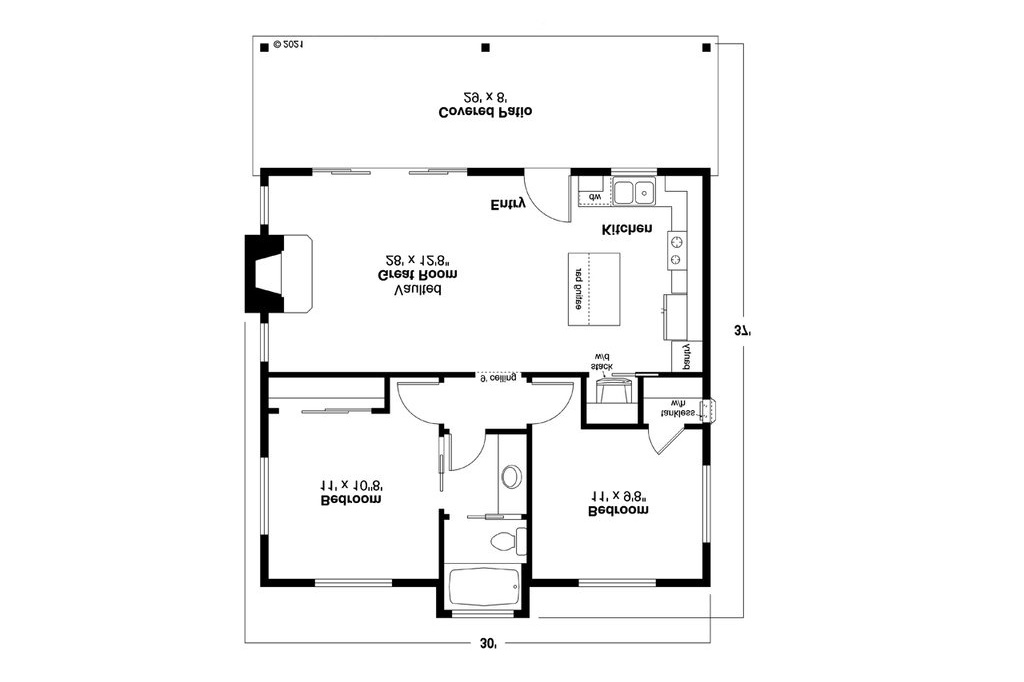 30'
Bedroom
11' x 10"8'
Bedroom
11' x 9'8"
tankless
w/h
9' ceiling
stack
w/d
pantry
37'
Vaulted
Great Room
28' x 12'8"
eating bar
Kitchen
Entry
dw
Covered Patio
29' x 8'
© 2021